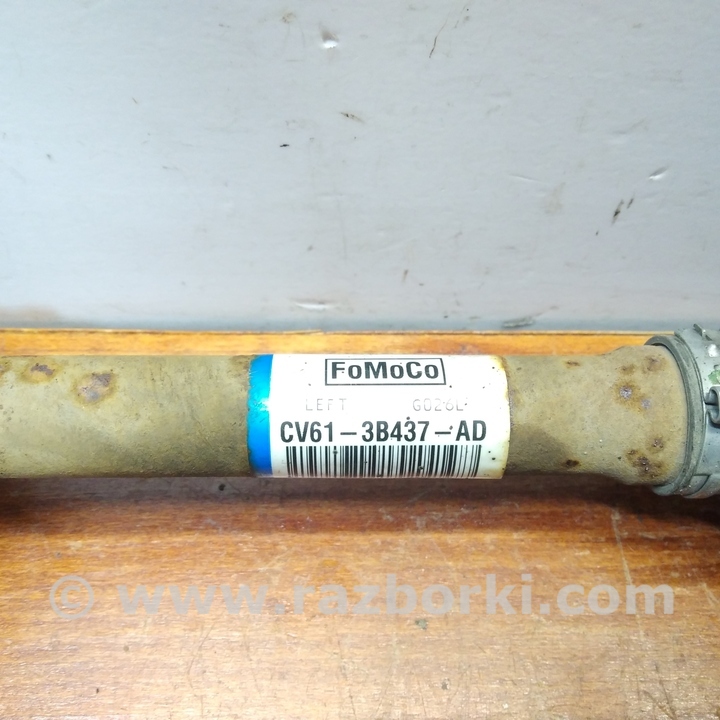 FoMoCo
LEFT G026L
CV61-3B437-AD
© www.razborki.com